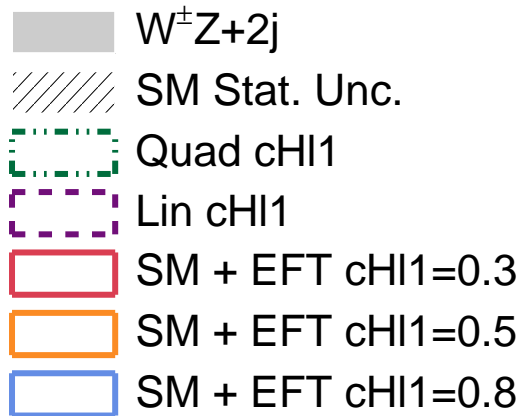 W±Z+2j
SM Stat. Unc.
Quad cHl1
Lin cHl1
SM + EFT cHl1=0.3
SM + EFT cHl1=0.5
SM + EFT cHl1=0.8